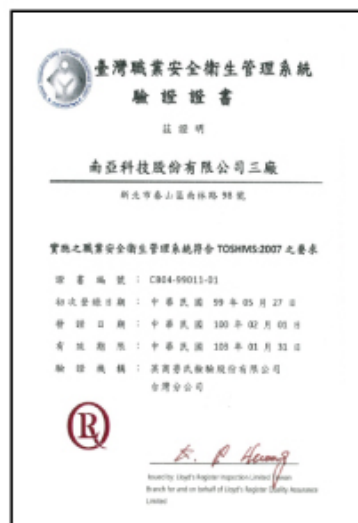 臺灣職業安全衛生管理系統
驗證證書
茲證明
南亞科技股份有限公司三廠
新北市泰山區南林路98號
實施之職業安全衛生管理系統符合 TOSHMS:2007 之要求
證書編號：CB04-99011-01
初次登錄日期：中華民國 99 年 05 月 27 日
發證日期：中華民國 100 年 02 月 01 日
有效期限：中華民國 103 年 01 月 31 日
驗證機構：英商勞氏檢驗股份有限公司
台灣分公司
Issued by: Lloyd's Register Inspection Limited, Taiwan
Branch for and on behalf of Lloyd's Register Quality Assurance
Limited